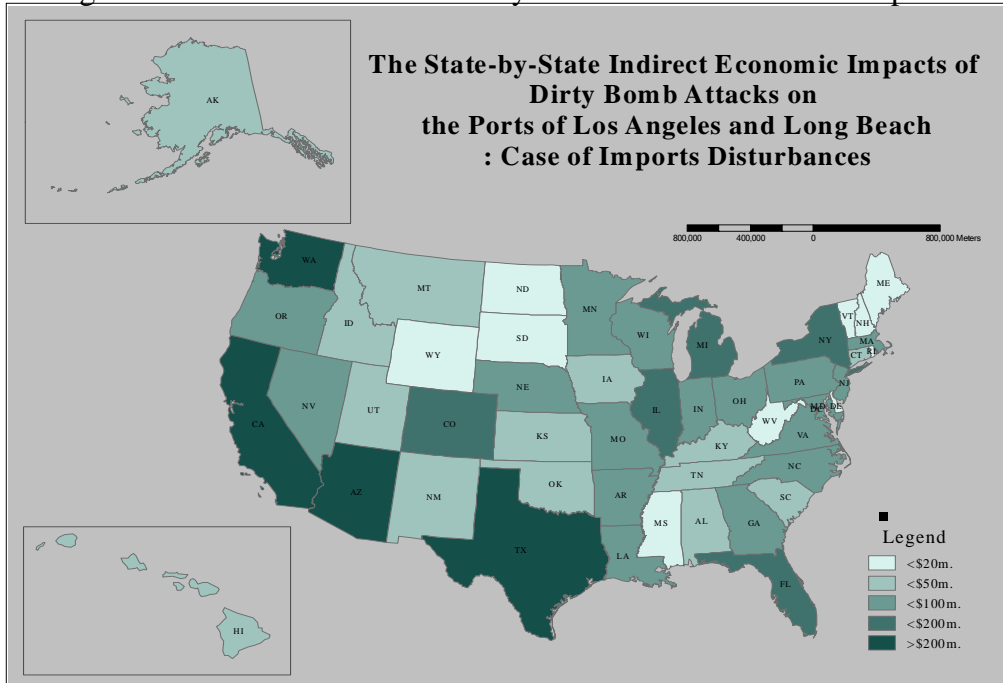 The State-by-State Indirect Economic Impacts of
Dirty Bomb Attacks on
the Ports of Los Angeles and Long Beach
: Case of Imports Disturbances
AK
800,000 400,000 0 800,000 Meters
WA
MT
ND
MN
ME
VT
NH
OR
ID
SD
WI
MI
NY
MA
CT
RI
WY
NE
IA
PA
NJ
NV
UT
CO
IL
IN
OH
MD
DE
DC
CA
KS
MO
WV
VA
KY
AZ
NM
OK
AR
TN
NC
SC
TX
LA
MS
AL
GA
FL
HI
Legend
<$20m.
<$50m.
<$100m.
<$200m.
>$200m.